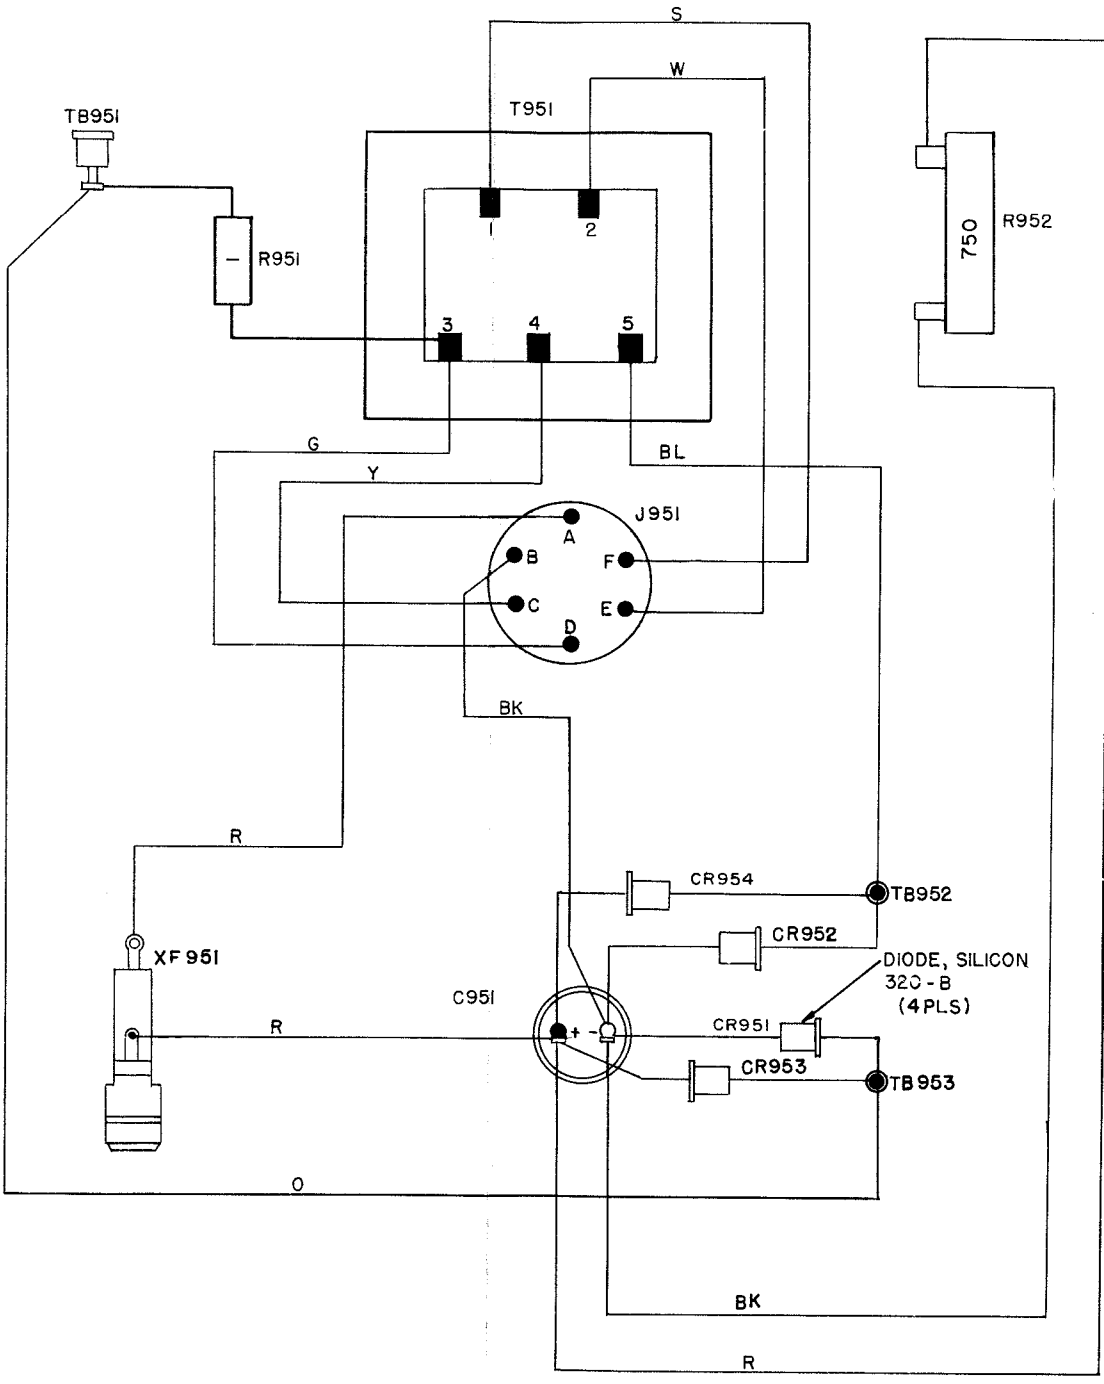 S
W
T951
TB951
1
2
R952
750
R951
3
4
5
G
BL
Y
J951
A
B
F
C
E
D
BK
R
CR954
TB952
XF951
CR952
DIODE, SILICON
(4PLS)
C951
R
+ -
CR951
CR953
TB953
O
BK
R